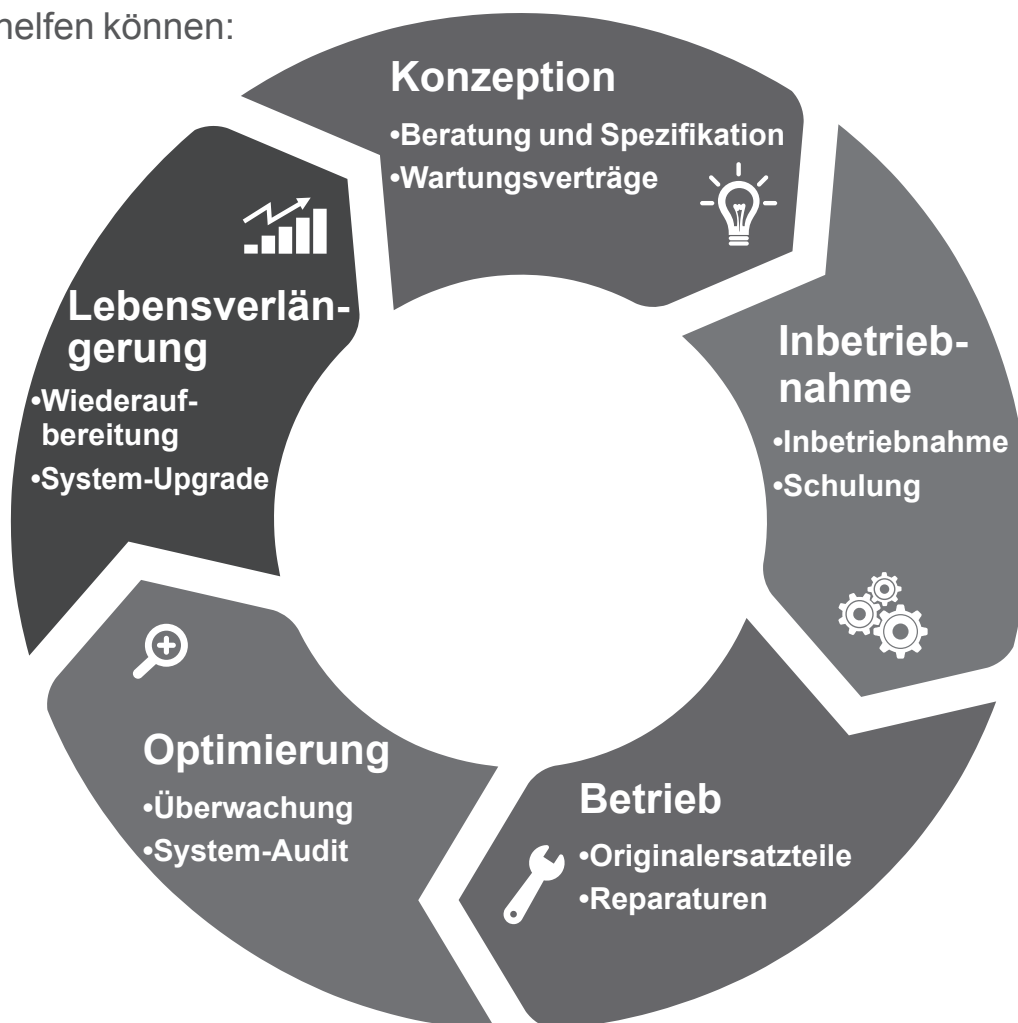 helfen können:
Konzeption
•Beratung und Spezifikation
•Wartungsverträge
Inbetrieb-
nahme
•Inbetriebnahme
•Schulung
Betrieb
•Originalersatzteile
•Reparaturen
Optimierung
•Überwachung
•System-Audit
Lebensverlän-
gerung
•Wiederauf-
bereitung
•System-Upgrade